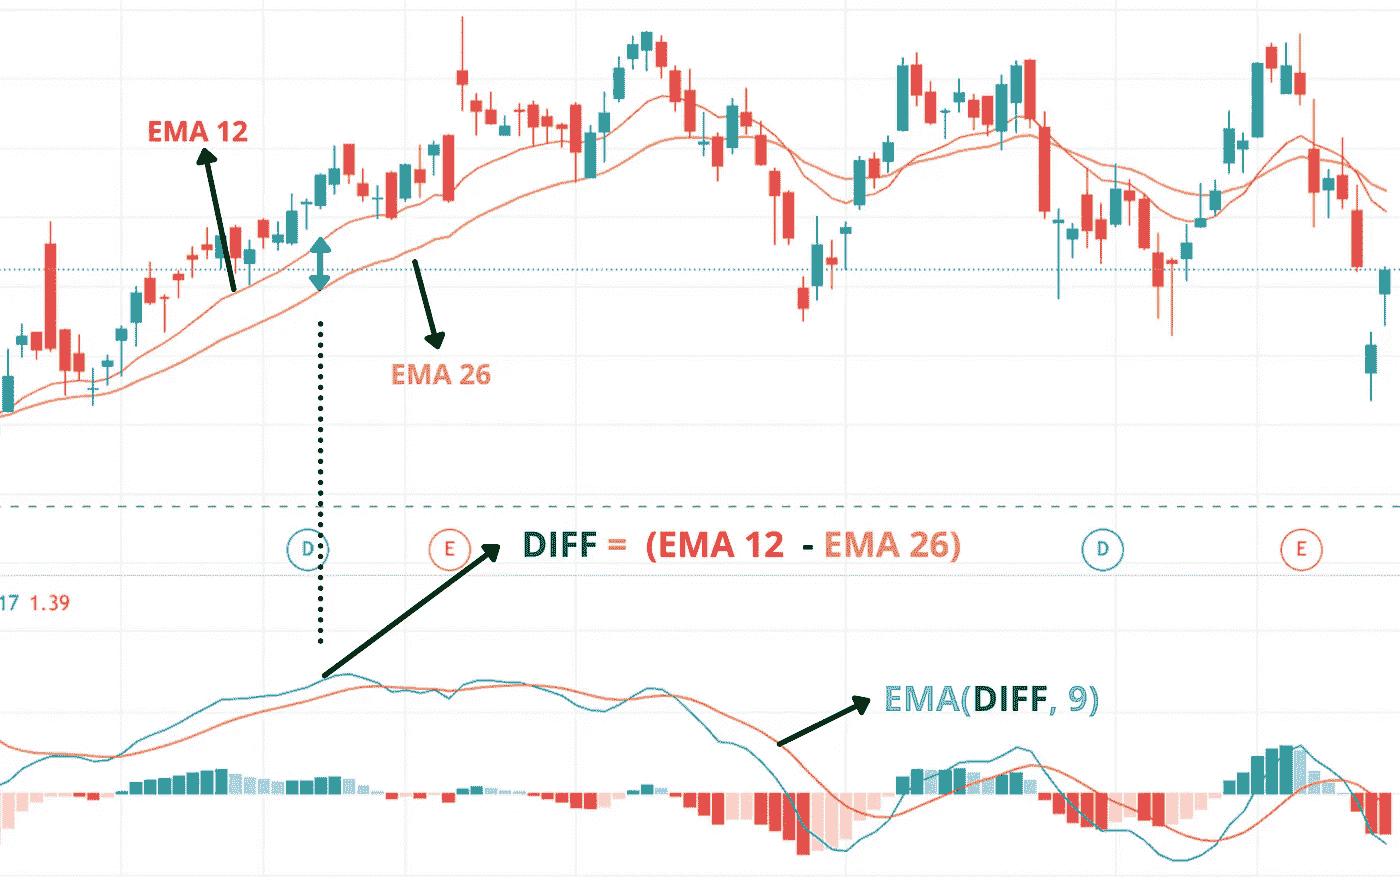 EMA 12
EMA 26
D
E
DIFF = (EMA 12 - EMA 26)
D
E
17 1.39
EMA(DIFF, 9)